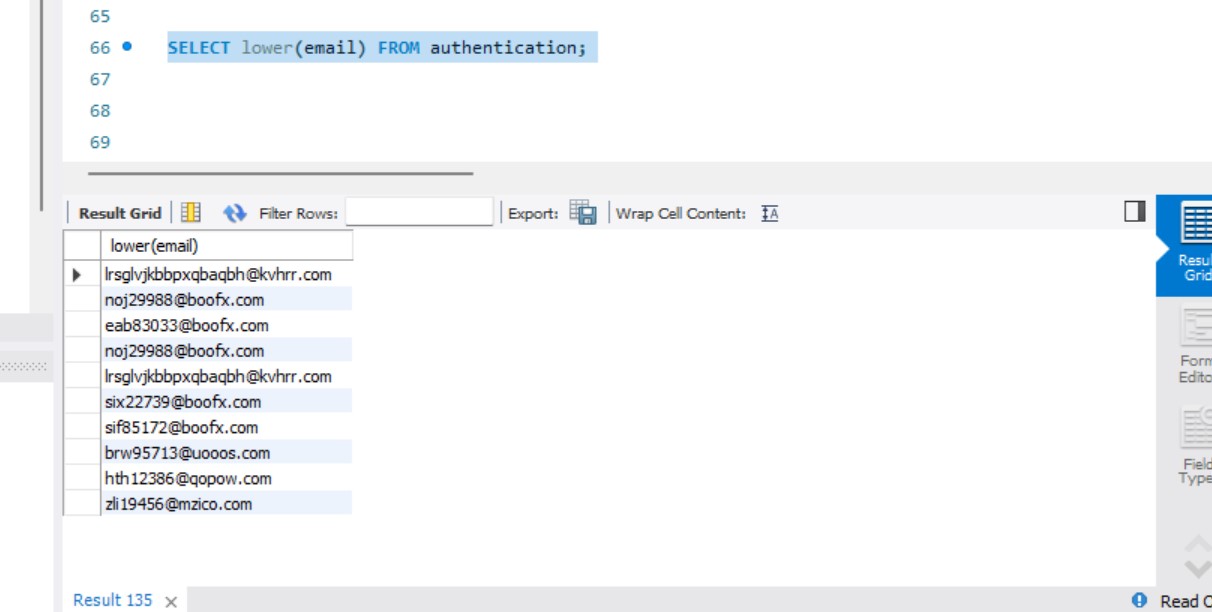 65
66 SELECT lower(email) FROM authentication;
67
68
69
Result Grid Filter Rows: Export: Wrap Cell Content:
lower(email)
lrsglvjkbbpxqbaqbh@kvhrr.com
noj29988@boofx.com
eab83033@boofx.com
noj29988@boofx.com
lrsglvjkbbpxqbaqbh@kvhrr.com
six22739@boofx.com
sif85172@boofx.com
brw95713@uooos.com
hth12386@qopow.com
zli19456@mzico.com
Resul
Grid
Form
Edito
Field
Type
Result 135
Read O